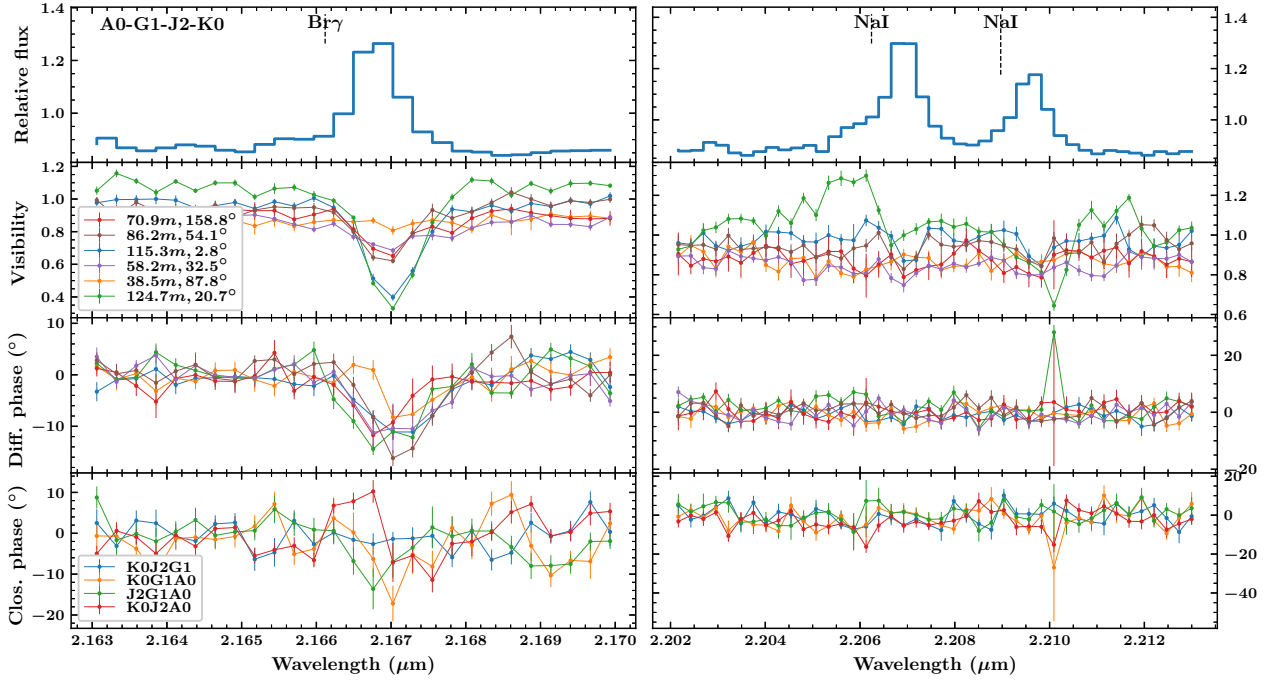 A0-G1-J2-K0
Brγ
NaI
NaI
Relative flux
1.4
1.2
1.0
1.4
1.2
1.0
Visibility
1.2
1.0
0.8
0.6
0.4
70.9m, 158.8°
86.2m, 54.1°
115.3m, 2.8°
58.2m, 32.5°
38.5m, 87.8°
124.7m, 20.7°
1.2
1.0
0.8
0.6
Diff. phase (°)
10
0
−10
20
0
−20
Clos. phase (°)
10
0
−10
−20
K0J2G1
K0G1A0
J2G1A0
K0J2A0
20
0
−20
−40
2.163 2.164 2.165 2.166 2.167 2.168 2.169 2.170
2.202 2.204 2.206 2.208 2.210 2.212
Wavelength (μm)
Wavelength (μm)